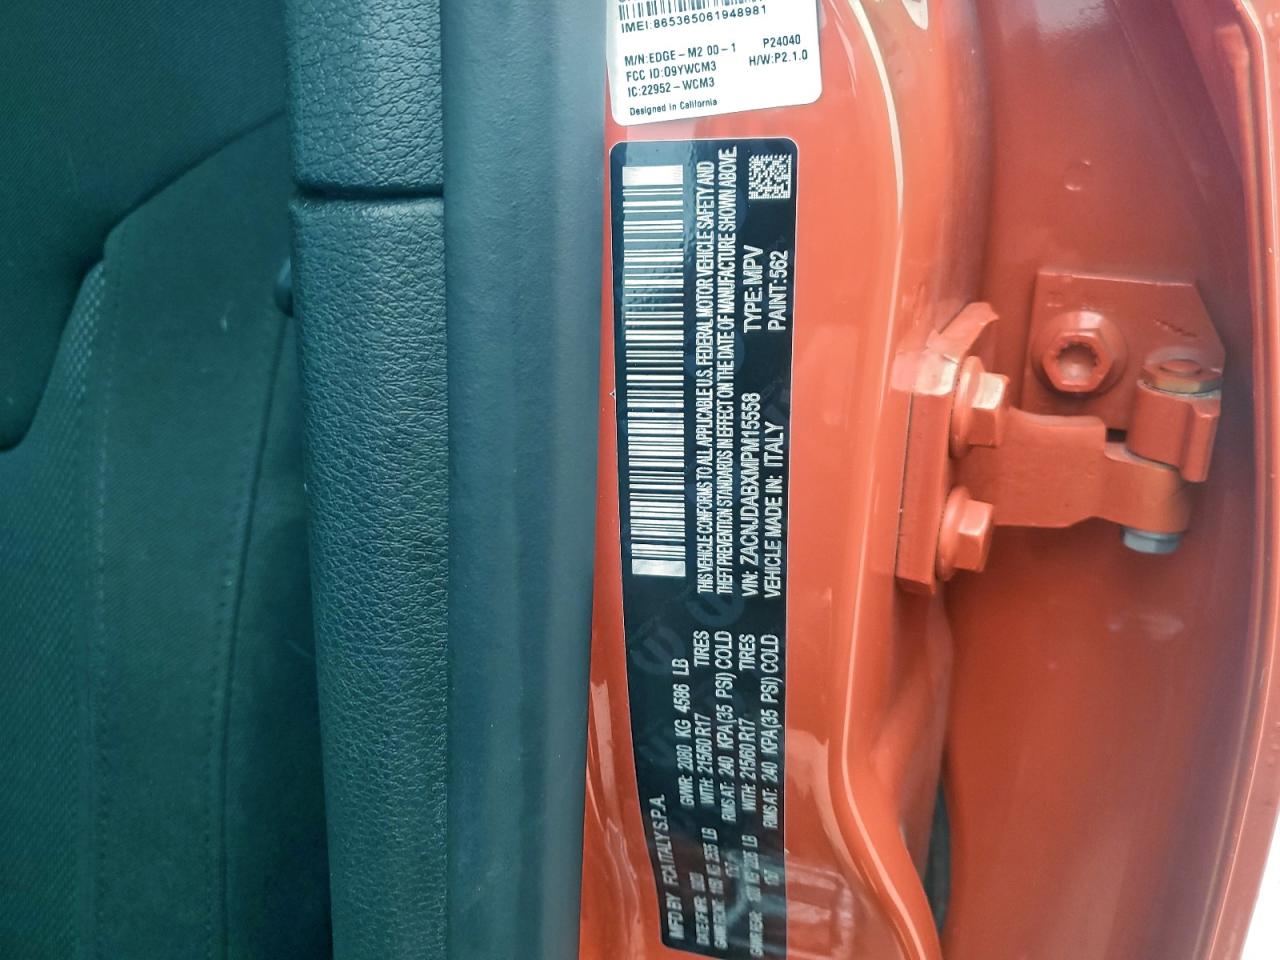 IMEI:865365061948981
M/N:EDGE-M2 00-1 P24040
FCC ID:O9YWCM3 H/W:P2.1.0
IC:22952-WCM3
Designed in California
MFD BY FCA ITALY S.P.A.
GVWR: 2080 KG 4586 LB
WITH: 215/60 R17 TIRES
RIMS AT: 240 KPA(35 PSI) COLD
WITH: 215/60 R17 TIRES
RIMS AT: 240 KPA(35 PSI) COLD
THIS VEHICLE CONFORMS TO ALL APPLICABLE U.S. FEDERAL MOTOR VEHICLE SAFETY AND
THEFT PREVENTION STANDARDS IN EFFECT ON THE DATE OF MANUFACTURE SHOWN ABOVE.
VIN: ZACNJDABXMPM15558 TYPE: MPV
VEHICLE MADE IN: ITALY PAINT: 562